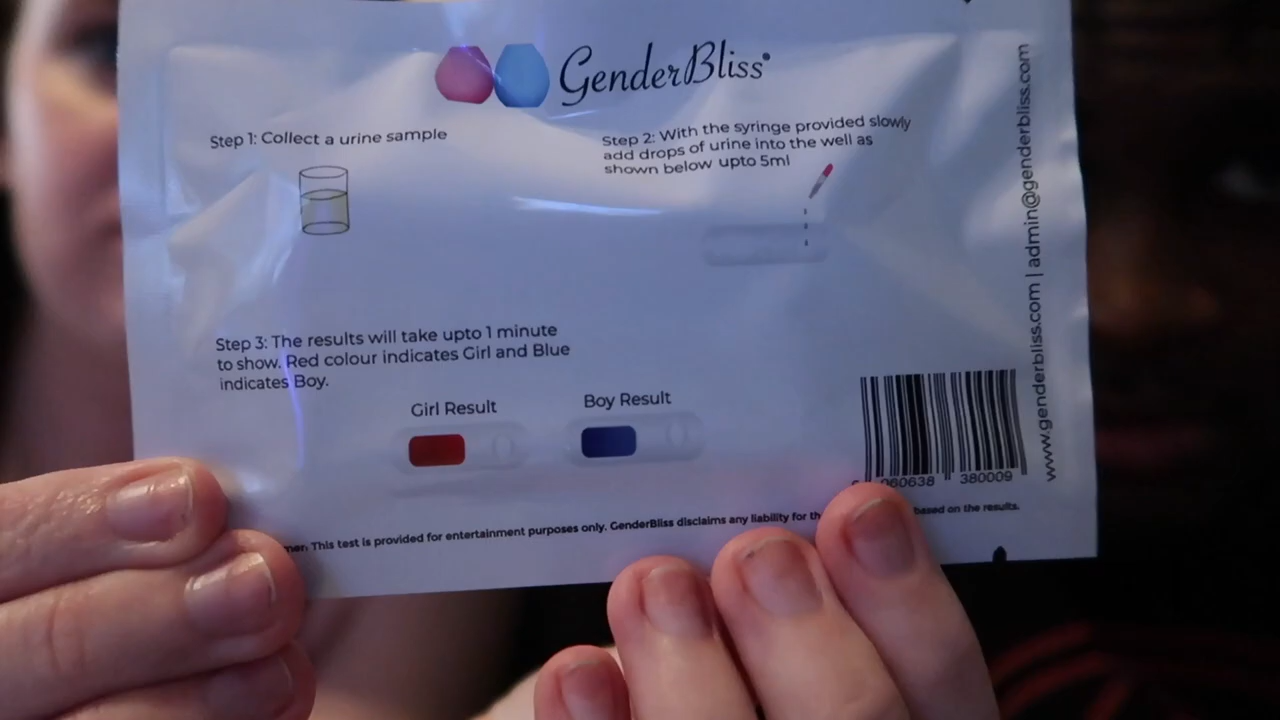 GenderBliss
Step 1: Collect a urine sample
Step 2: With the syringe provided slowly
add drops of urine into the well as
shown below upto 5ml
Step 3: The results will take upto 1 minute
to show. Red colour indicates Girl and Blue
indicates Boy.
Girl Result
Boy Result
060638 380009
This test is provided for entertainment purposes only. GenderBliss disclaims any liability for based on the results.
www.genderbliss.com | admin@genderbliss.com